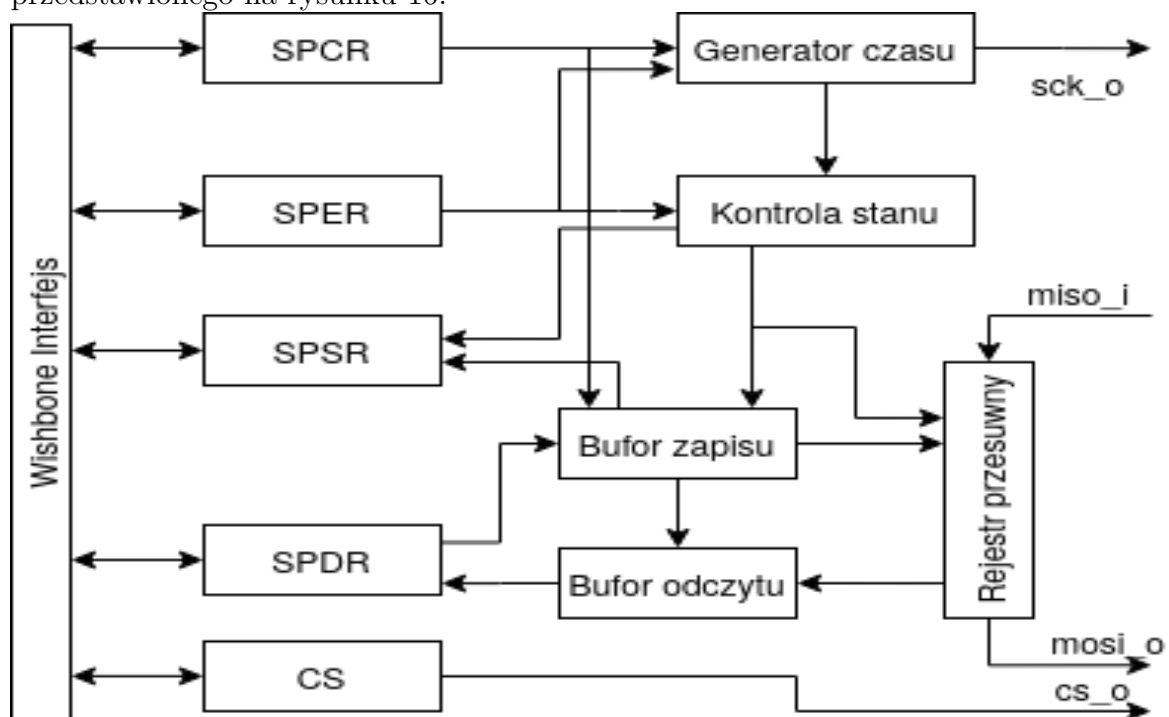 przedstawionego na rysunku 10.
SPCR
Generator czasu
sck_o
SPER
Kontrola stanu
Wishbone Interfejs
miso_i
SPSR
Rejestr przesuwny
Bufor zapisu
SPDR
Bufor odczytu
mosi_o
CS
cs_o